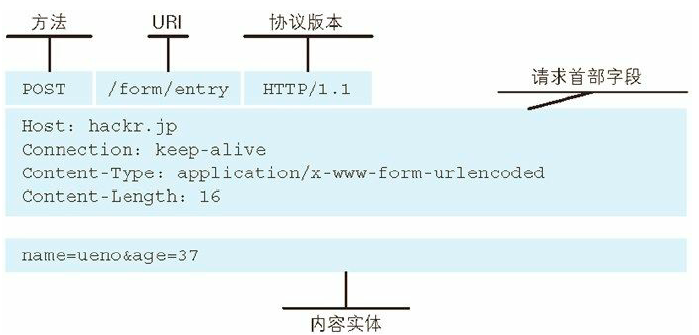 方法 URI 协议版本
POST /form/entry HTTP/1.1
请求首部字段
Host: hackr.jp
Connection: keep-alive
Content-Type: application/x-www-form-urlencoded
Content-Length: 16
name=ueno&age=37
内容实体